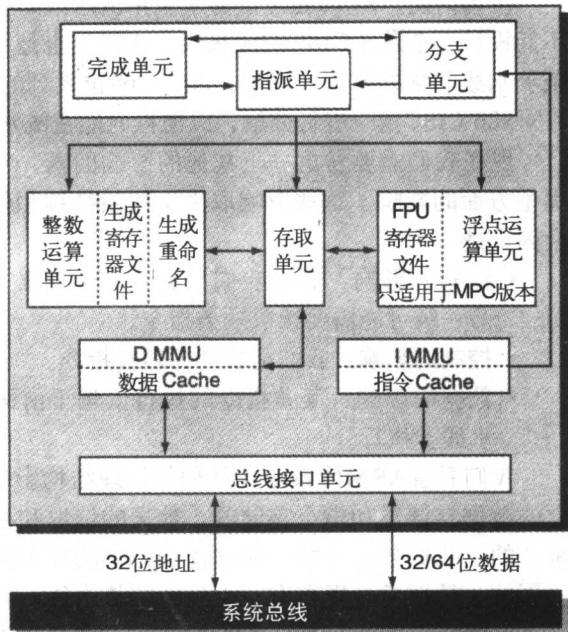 完成单元
指派单元
分支
单元
整数
运算
单元
生成
寄存
器文
件
生成
重命
名
存取
单元
FPU
寄存器
文件
浮点运
算单元
只适用于MPC版本
D MMU
数据 Cache
I MMU
指令 Cache
总线接口单元
32位地址
32/64位数据
系统总线